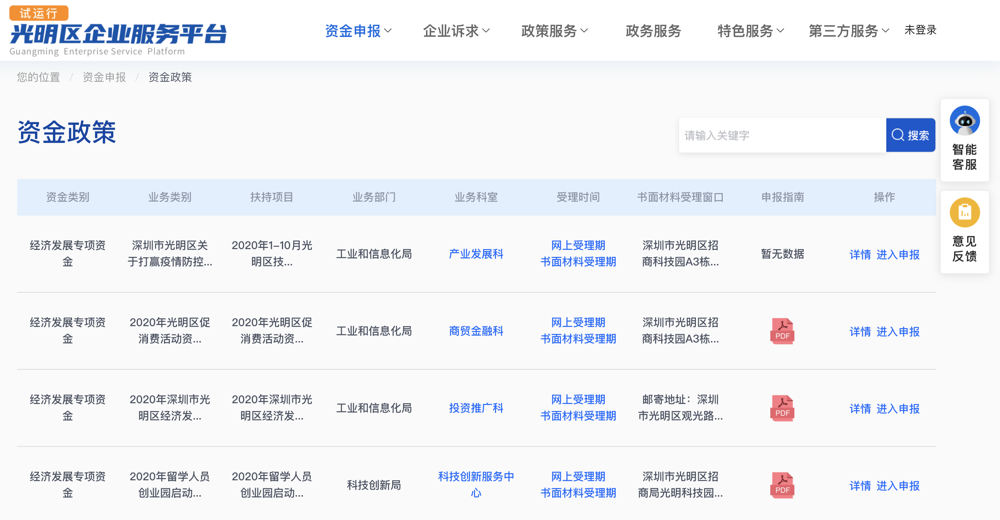 试运行
光明区企业服务平台
Guangming Enterprise Service Platform
资金申报 企业诉求 政策服务 政务服务 特色服务 第三方服务 未登录
您的位置 / 资金申报 / 资金政策
资金政策
请输入关键字
搜索
智能
客服
意见
反馈
资金类别 业务类别 扶持项目 业务部门 业务科室 受理时间 书面材料受理窗口 申报指南 操作
经济发展专项资
金
深圳市光明区关
于打赢疫情防控...
2020年1-10月光
明区技...
工业和信息化局
产业发展科
网上受理期
书面材料受理期
深圳市光明区招
商科技园A3栋...
暂无数据
详情 进入申报
经济发展专项资
金
2020年光明区促
消费活动资...
2020年光明区促
消费活动资...
工业和信息化局
商贸金融科
网上受理期
书面材料受理期
深圳市光明区招
商科技园A3栋...
PDF
详情 进入申报
经济发展专项资
金
2020年深圳市光
明区经济发...
2020年深圳市光
明区经济发...
工业和信息化局
投资推广科
网上受理期
书面材料受理期
邮寄地址：深圳
市光明区观光路...
PDF
详情 进入申报
经济发展专项资
金
2020年留学人员
创业园启动...
2020年留学人员
创业园启动...
科技创新局
科技创新服务中
心
网上受理期
书面材料受理期
深圳市光明区招
商局光明科技园...
PDF
详情 进入申报